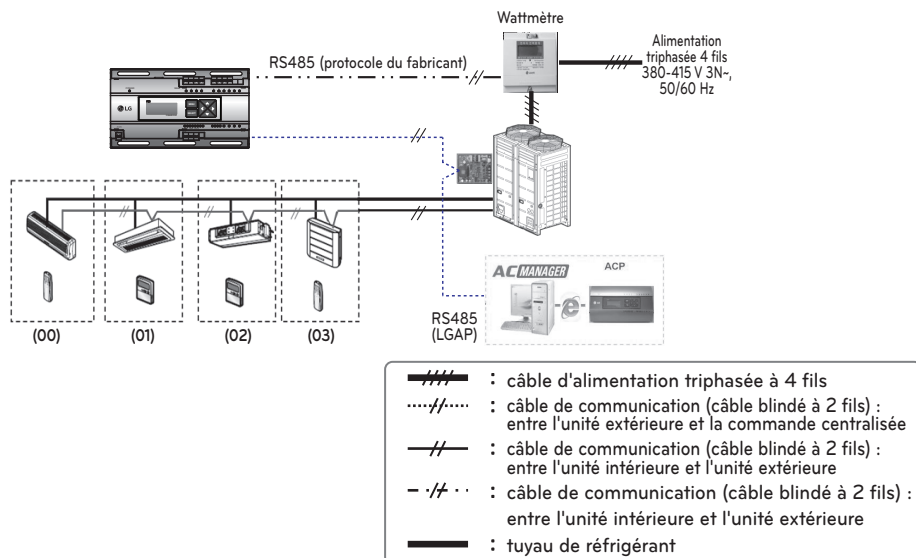 Wattmètre
RS485 (protocole du fabricant)
Alimentation
triphasée 4 fils
380-415 V 3N~,
50/60 Hz
LG
AC MANAGER
ACP
RS485
(LGAP)
(00)
(01)
(02)
(03)
: câble d'alimentation triphasée à 4 fils
: câble de communication (câble blindé à 2 fils) :
entre l'unité extérieure et la commande centralisée
: câble de communication (câble blindé à 2 fils) :
entre l'unité intérieure et l'unité extérieure
: câble de communication (câble blindé à 2 fils) :
entre l'unité intérieure et l'unité extérieure
: tuyau de réfrigérant